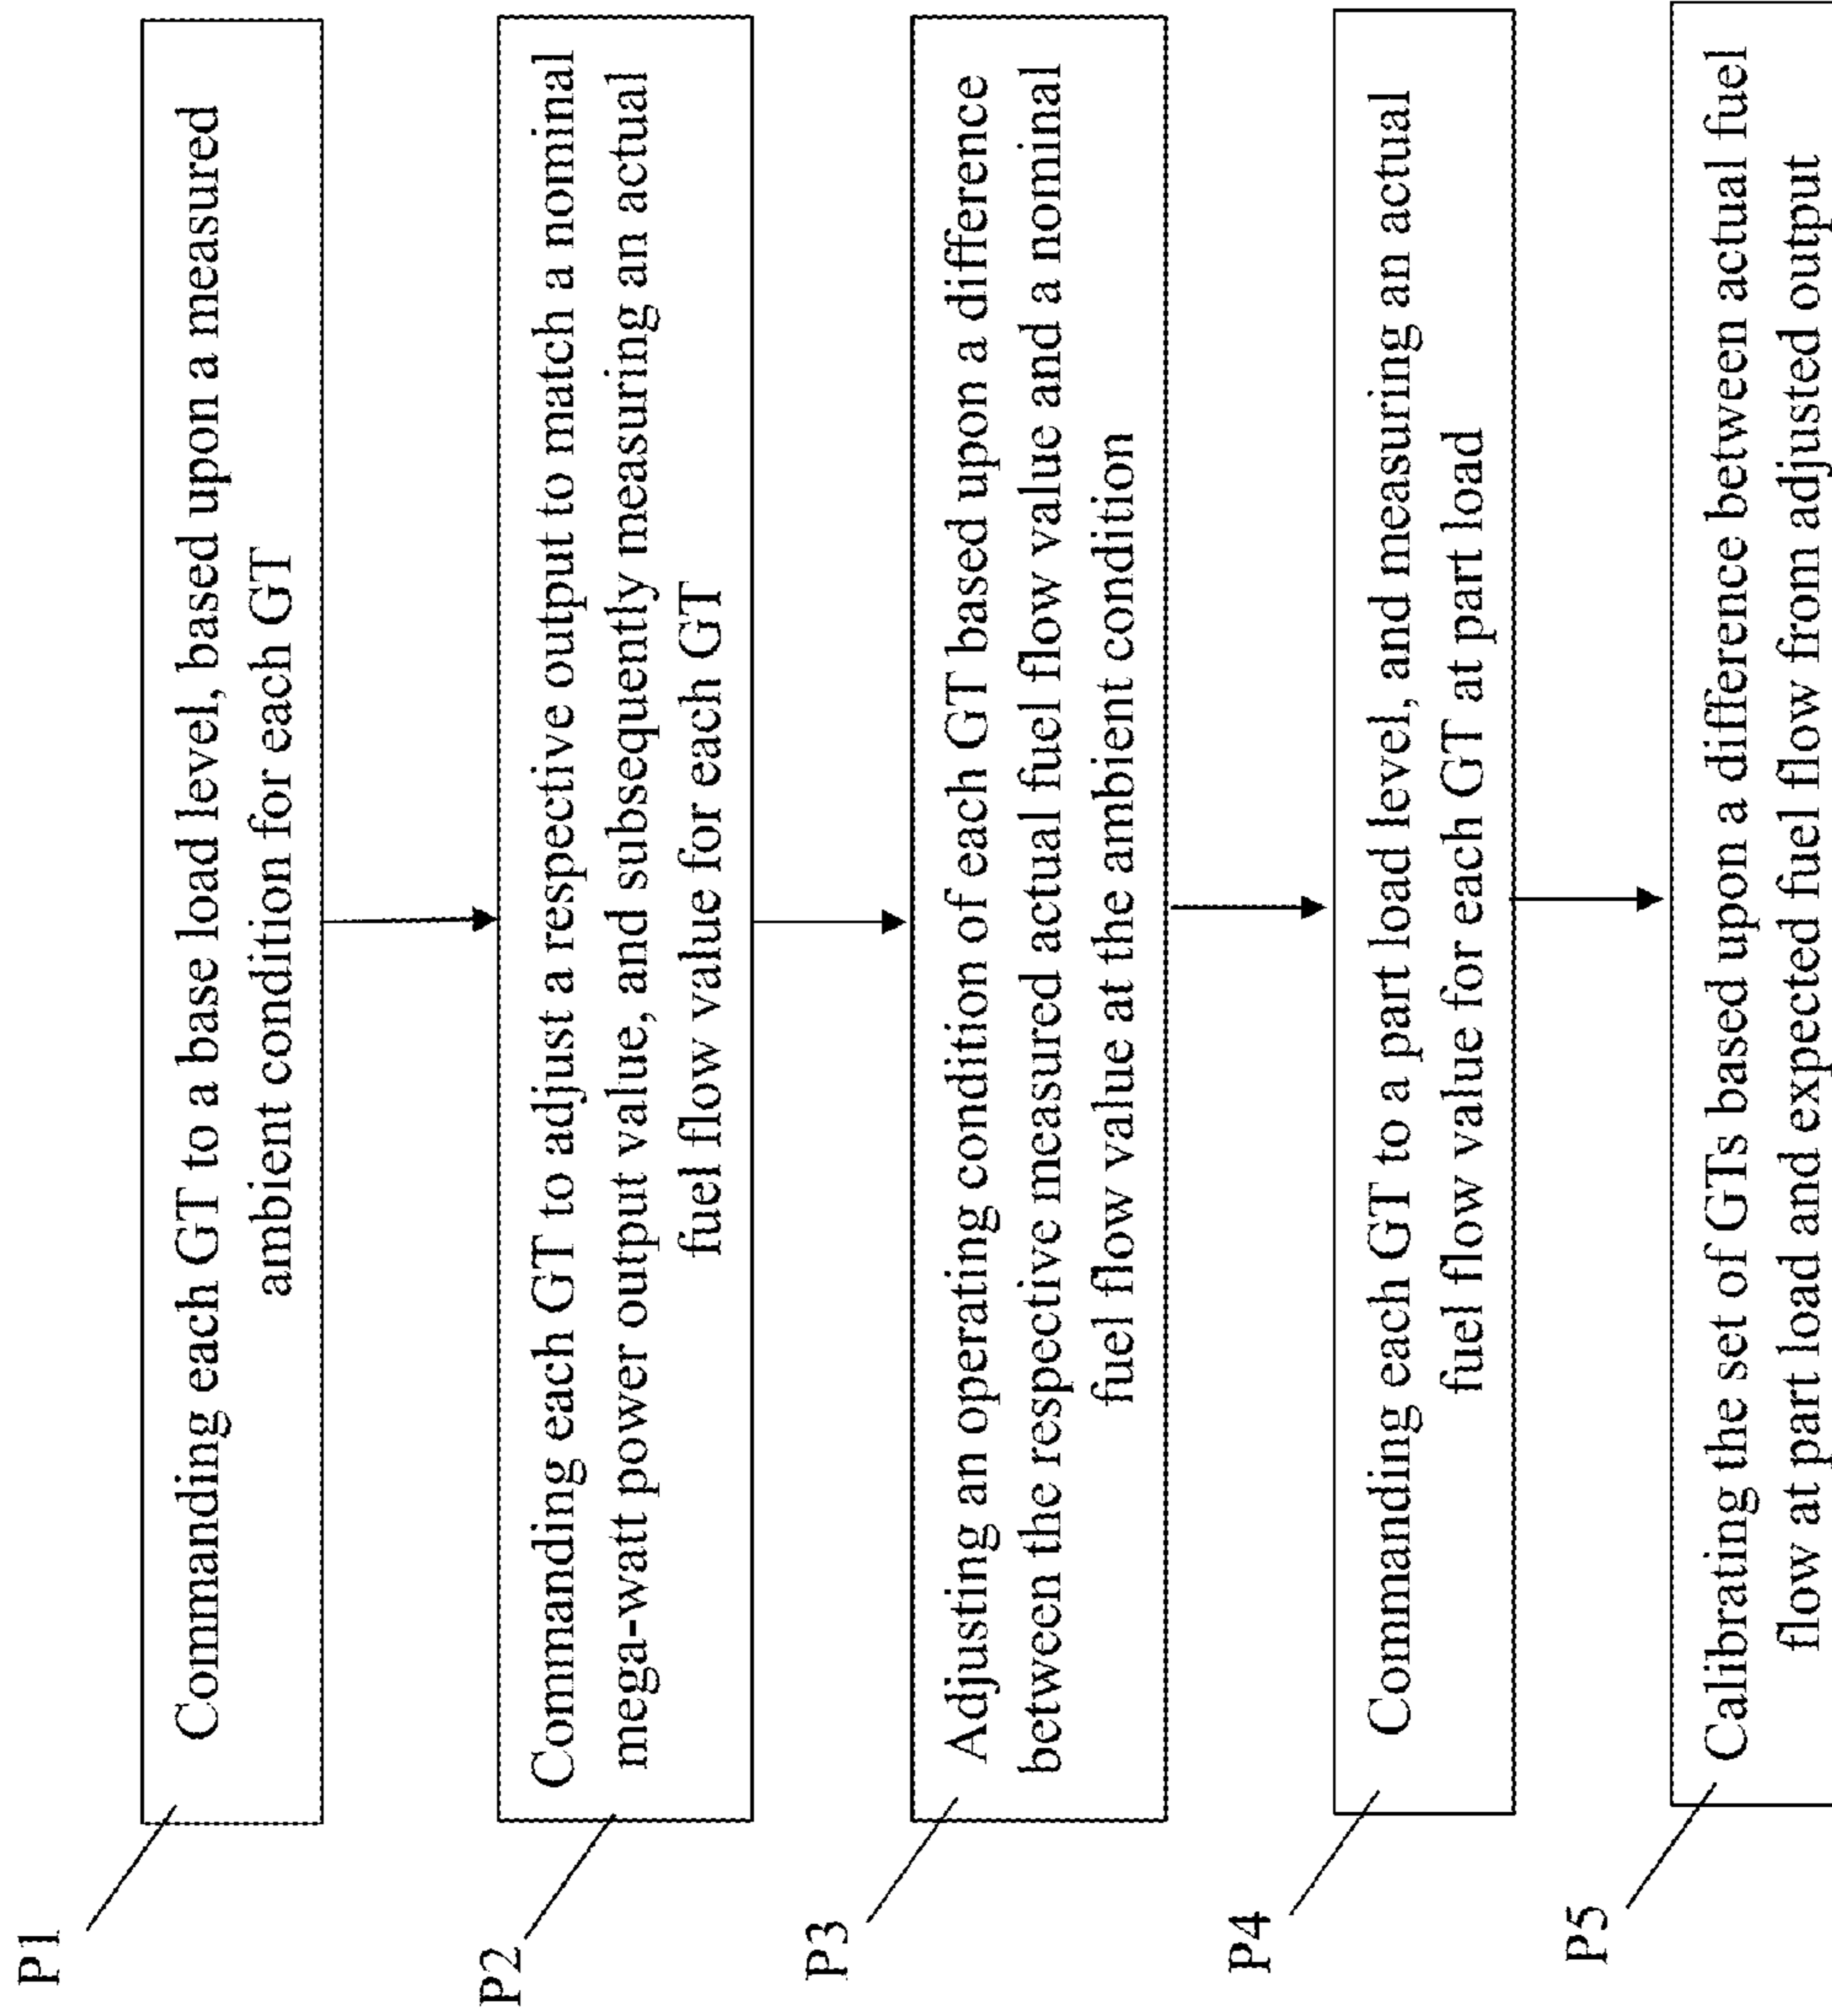 P1
Commanding each GT to a base load level, based upon a measured
ambient condition for each GT
P2
Commanding each GT to adjust a respective output to match a nominal
mega-watt power output value, and subsequently measuring an actual
fuel flow value for each GT
P3
Adjusting an operating condition of each GT based upon a difference
between the respective measured actual fuel flow value and a nominal
fuel flow value at the ambient condition
P4
Commanding each GT to a part load level, and measuring an actual
fuel flow value for each GT at part load
P5
Calibrating the set of GTs based upon a difference between actual fuel
flow at part load and expected fuel flow from adjusted output